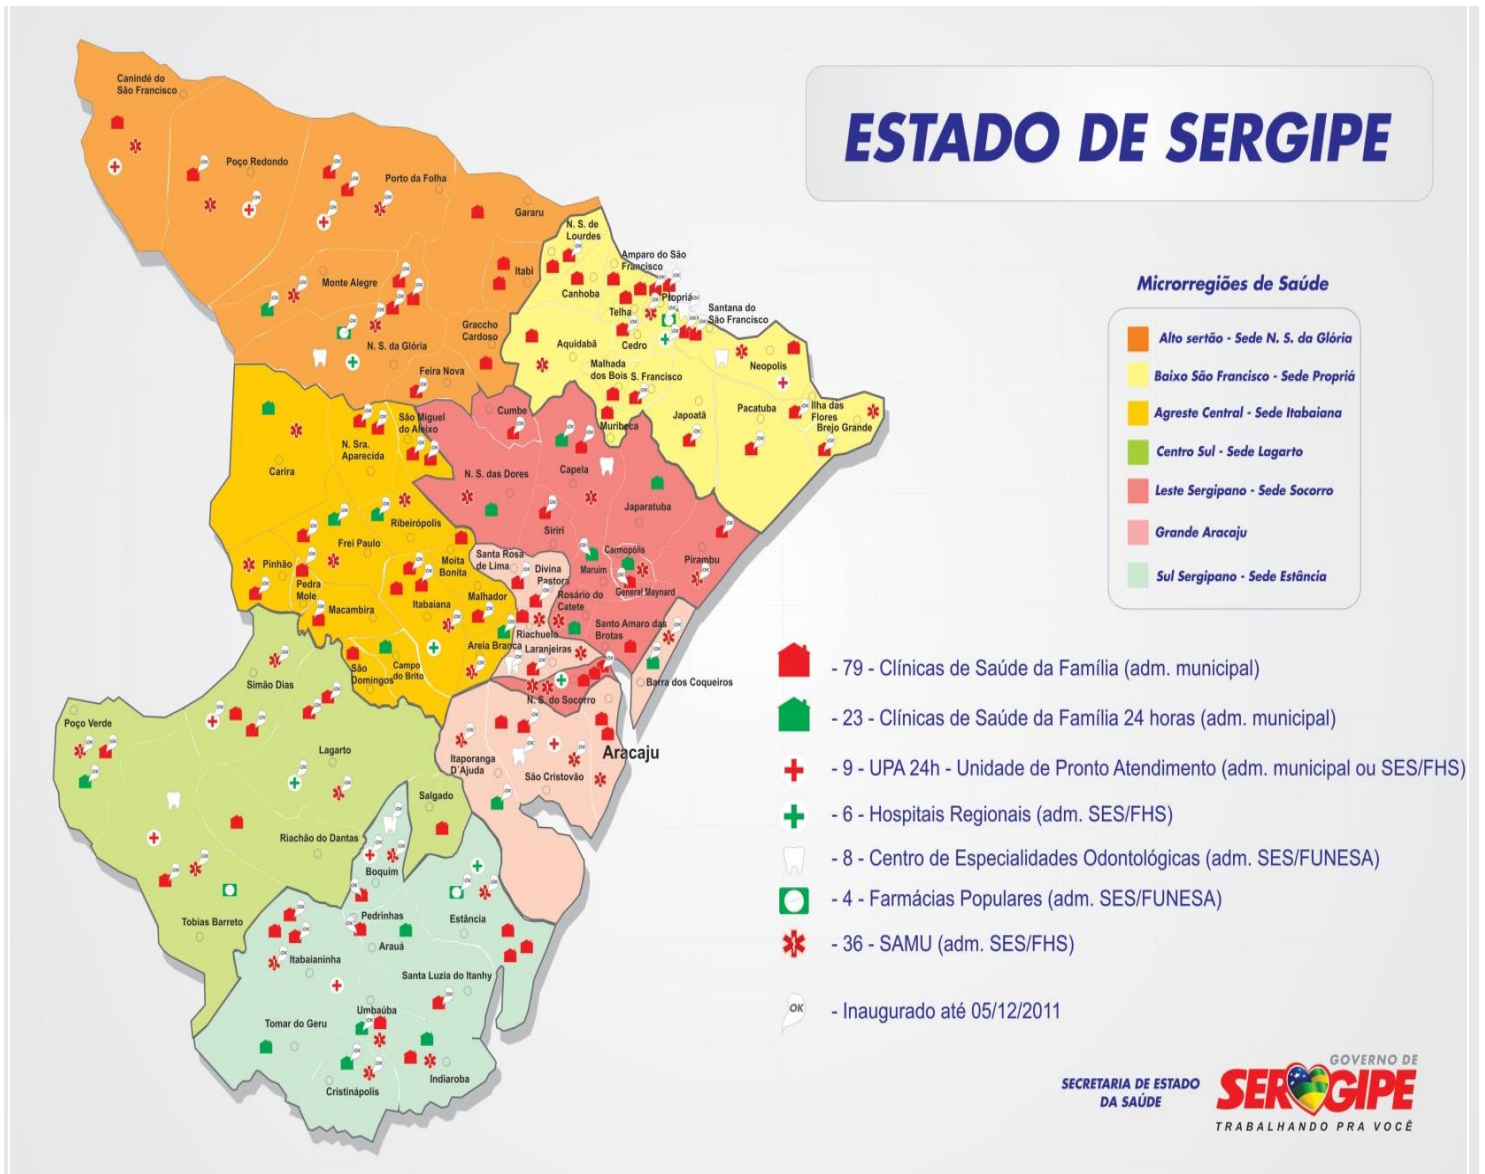 ESTADO DE SERGIPE
Canindé do
São Francisco
Poço Redondo
Porto da Folha
Gararu
Monte Alegre
Itabi
Graccho
Cardoso
N. S. da Glória
Feira Nova
N. S. de
Lourdes
Amparo do São
Francisco
Canhoba
Propriá
Telha
Santana do
São Francisco
Cedro
Aquidabã
Malhada
dos Bois
S. Francisco
Neopolis
Muribeca
Japoatã
Pacatuba
Ilha das
Flores
Brejo Grande
Cumbe
São Miguel
do Aleixo
N. Sra.
Aparecida
Carira
N. S. das Dores
Capela
Japaratuba
Ribeirópolis
Siriri
Frei Paulo
Carmopólis
Pirambu
Maruim
General Maynard
Santa Rosa
de Lima
Divina
Pastora
Moita
Bonita
Pinhão
Pedra
Mole
Macambira
Itabaiana
Malhador
Rosário do
Catete
Santo Amaro das
Brotas
Riachuelo
Laranjeiras
Areia Branca
São
Domingos
Campo
do Brito
Barra dos Coqueiros
N. S. do Socorro
Simão Dias
Poço Verde
Lagarto
Itaporanga
D´Ajuda
São Cristovão
Aracaju
Salgado
Riachão do Dantas
Boquim
Tobias Barreto
Pedrinhas
Arauá
Estância
Itabaianinha
Santa Luzia do Itanhy
Umbaúba
Tomar do Geru
Cristinápolis
Indiaroba
Microrregiões de Saúde
Alto sertão - Sede N. S. da Glória
Baixo São Francisco - Sede Propriá
Agreste Central - Sede Itabaiana
Centro Sul - Sede Lagarto
Leste Sergipano - Sede Socorro
Grande Aracaju
Sul Sergipano - Sede Estância
- 79 - Clínicas de Saúde da Família (adm. municipal)
- 23 - Clínicas de Saúde da Família 24 horas (adm. municipal)
- 9 - UPA 24h - Unidade de Pronto Atendimento (adm. municipal ou SES/FHS)
- 6 - Hospitais Regionais (adm. SES/FHS)
- 8 - Centro de Especialidades Odontológicas (adm. SES/FUNESA)
- 4 - Farmácias Populares (adm. SES/FUNESA)
- 36 - SAMU (adm. SES/FHS)
OK - Inaugurado até 05/12/2011
SECRETARIA DE ESTADO
DA SAÚDE
GOVERNO DE
SERGIPE
TRABALHANDO PRA VOCÊ